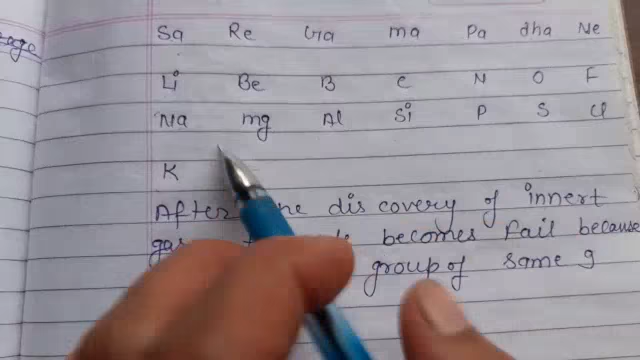 Sa Re Ga ma Pa dha Ne
Li Be B C N O F
Na mg Al Si P S Cl
K
After discovery of innert
becomes fail because
group of same g